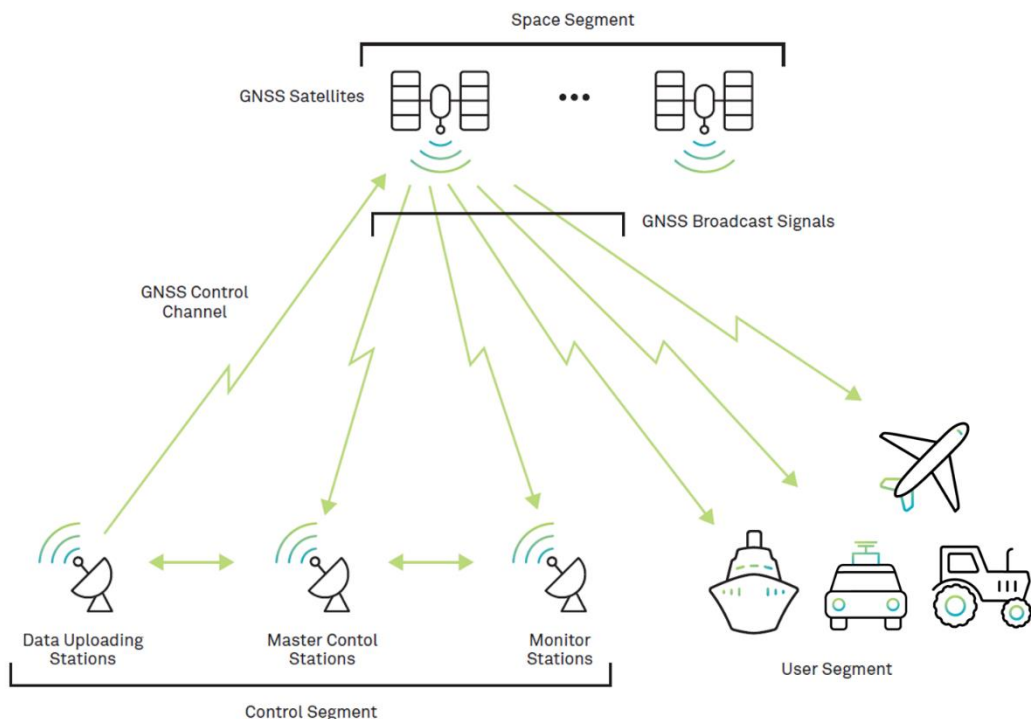 Space Segment
GNSS Satellites
GNSS Broadcast Signals
GNSS Control
Channel
Data Uploading
Stations
Master Contol
Stations
Monitor
Stations
User Segment
Control Segment